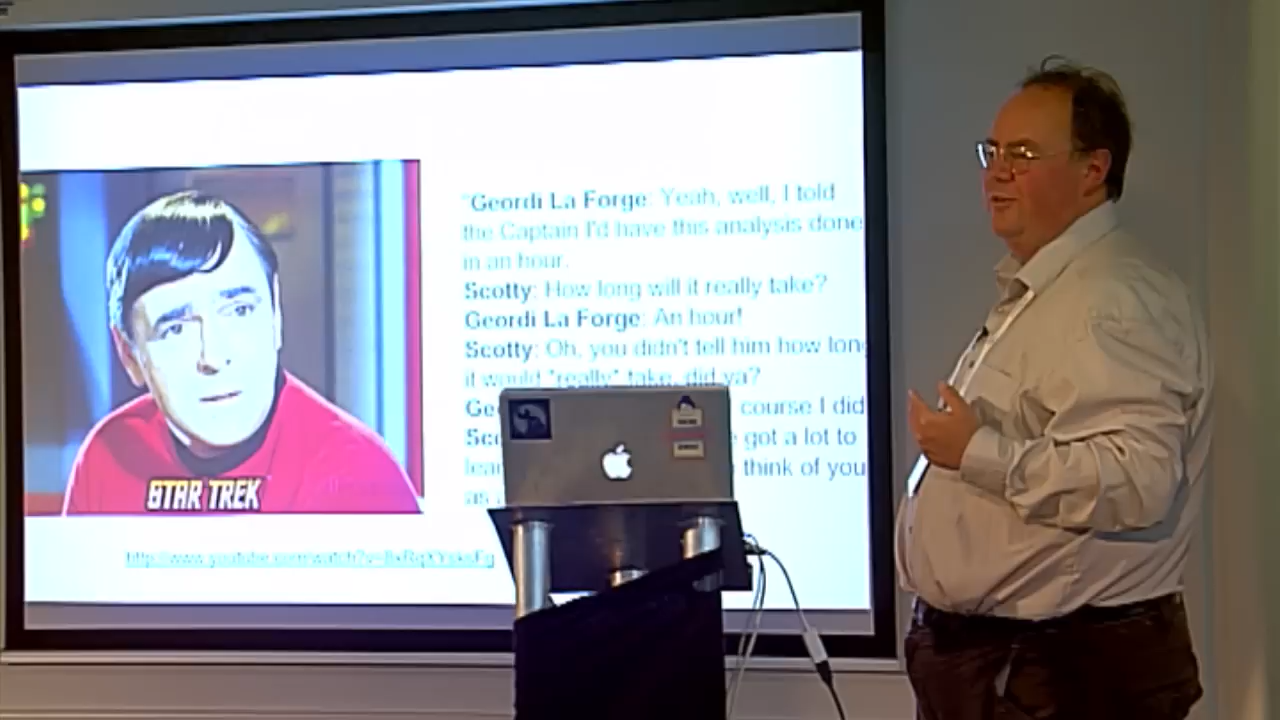 "Geordi La Forge: Yeah, well, I told
the Captain I'd have this analysis done
in an hour.
Scotty: How long will it really take?
Geordi La Forge: An hour!
Scotty: Oh, you didn't tell him how long
it would "really" take, did ya?
course I did
got a lot to
think of you
as
STAR TREK